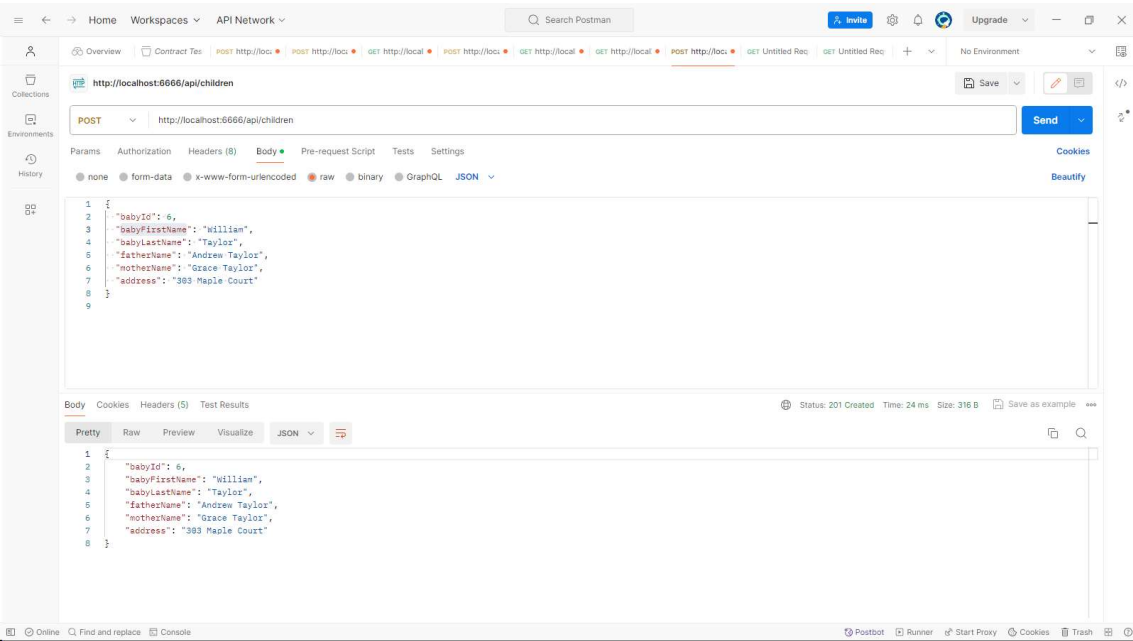 Home Workspaces API Network Search Postman Invite Upgrade
Overview Contract Tes POST http://loca POST http://loca GET http://local POST http://loca GET http://local GET http://local POST http://loca GET Untitled Rec GET Untitled Rec + No Environment
HTTP http://localhost:6666/api/children Save </>
Collections
POST http://localhost:6666/api/children Send
Environments
Params Authorization Headers (8) Body Pre-request Script Tests Settings Cookies
History
none form-data x-www-form-urlencoded raw binary GraphQL JSON Beautify
1 {
2 "babyId": 6,
3 "babyFirstName": "William",
4 "babyLastName": "Taylor",
5 "fatherName": "Andrew Taylor",
6 "motherName": "Grace Taylor",
7 "address": "303 Maple Court"
8 }
9
Body Cookies Headers (5) Test Results Status: 201 Created Time: 24 ms Size: 316 B Save as example
Pretty Raw Preview Visualize JSON
1 {
2 "babyId": 6,
3 "babyFirstName": "William",
4 "babyLastName": "Taylor",
5 "fatherName": "Andrew Taylor",
6 "motherName": "Grace Taylor",
7 "address": "303 Maple Court"
8 }
Online Find and replace Console Postbot Runner Start Proxy Cookies Trash